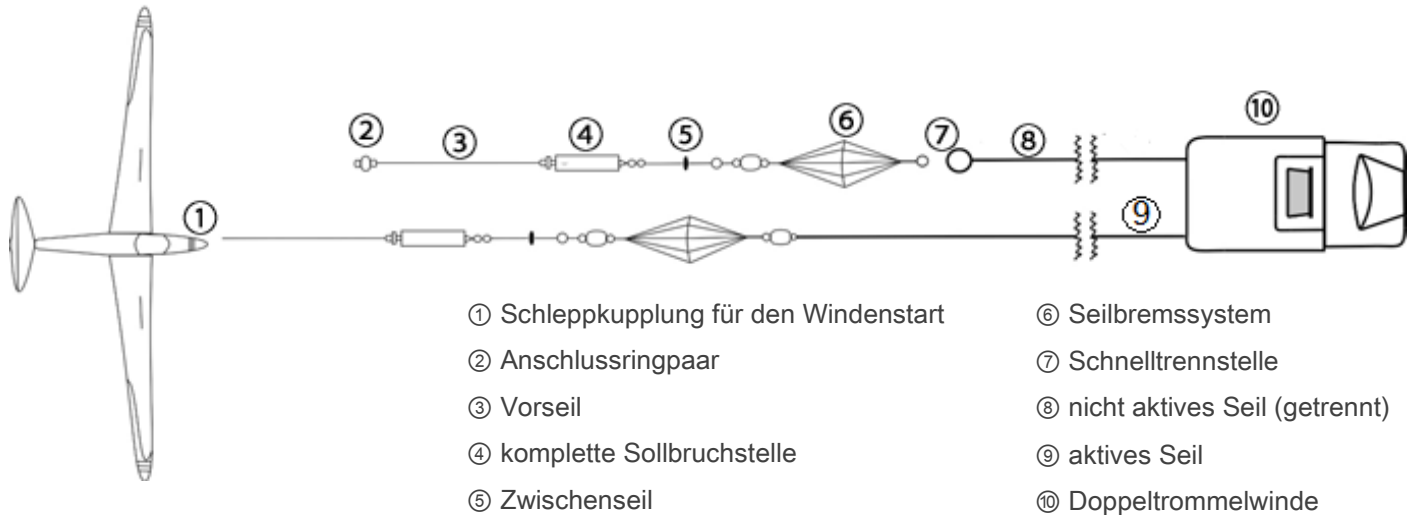 ② ③ ④ ⑤ ⑥ ⑦ ⑧ ⑩
① ⑨
① Schleppkupplung für den Windenstart
② Anschlussringpaar
③ Vorseil
④ komplette Sollbruchstelle
⑤ Zwischenseil
⑥ Seilbremssystem
⑦ Schnelltrennstelle
⑧ nicht aktives Seil (getrennt)
⑨ aktives Seil
⑩ Doppeltrommelwinde